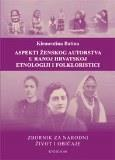 Klementina Batina
ASPEKTI ŽENSKOG AUTORSTVA
U RANOJ HRVATSKOJ
ETNOLOGIJI I FOLKLORISTICI
ZBORNIK ZA NARODNI
ŽIVOT I OBIČAJE